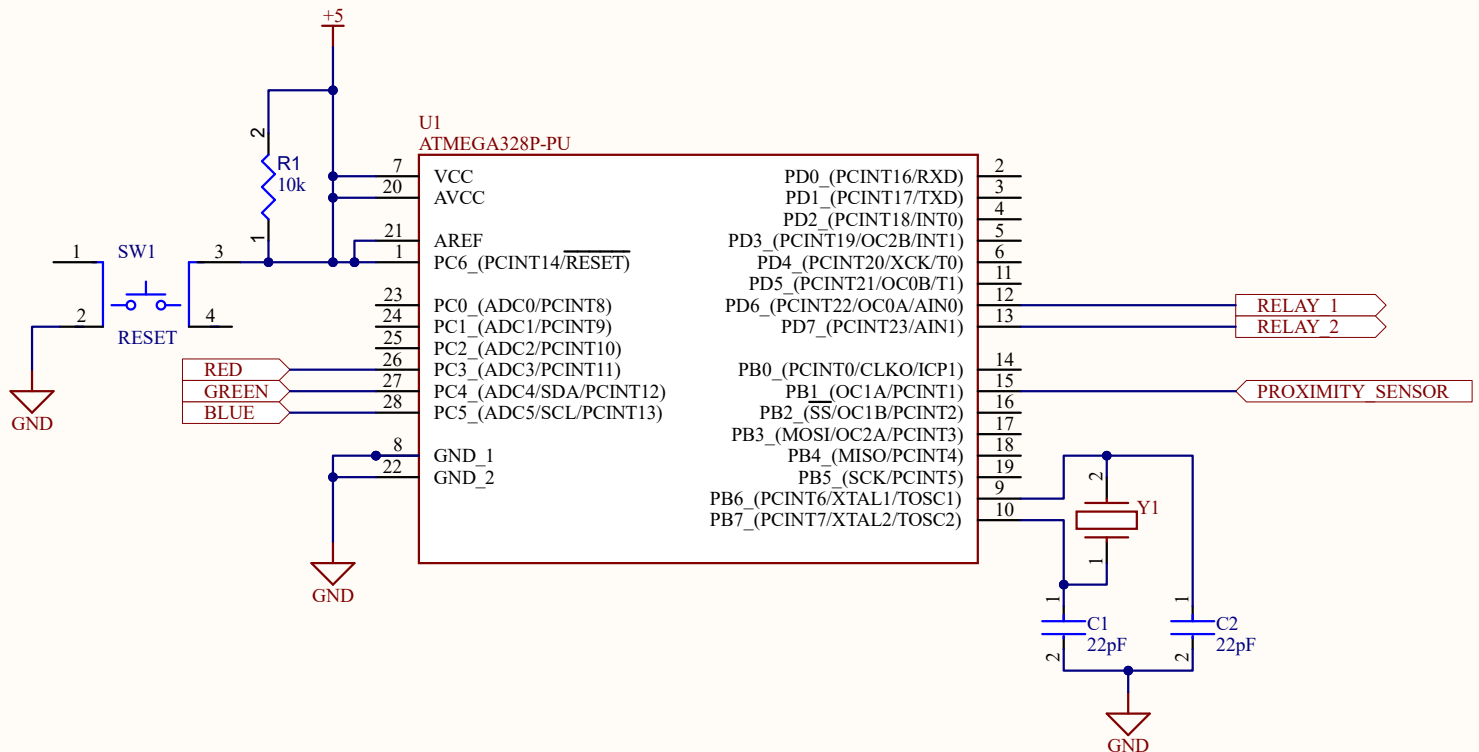 +5
U1
ATMEGA328P-PU
2
R1
10k
1
1
SW1
3
2
RESET
4
GND
7 VCC
20 AVCC
21 AREF
1 PC6_(PCINT14/RESET)
23 PC0_(ADC0/PCINT8)
24 PC1_(ADC1/PCINT9)
25 PC2_(ADC2/PCINT10)
RED 26 PC3_(ADC3/PCINT11)
GREEN 27 PC4_(ADC4/SDA/PCINT12)
BLUE 28 PC5_(ADC5/SCL/PCINT13)
8 GND_1
22 GND_2
GND
PD0_(PCINT16/RXD) 2
PD1_(PCINT17/TXD) 3
PD2_(PCINT18/INT0) 4
PD3_(PCINT19/OC2B/INT1) 5
PD4_(PCINT20/XCK/T0) 6
PD5_(PCINT21/OC0B/T1) 11
PD6_(PCINT22/OC0A/AIN0) 12 RELAY_1
PD7_(PCINT23/AIN1) 13 RELAY_2
PB0_(PCINT0/CLKO/ICP1) 14
PB1_(OC1A/PCINT1) 15 PROXIMITY_SENSOR
PB2_(SS/OC1B/PCINT2) 16
PB3_(MOSI/OC2A/PCINT3) 17
PB4_(MISO/PCINT4) 18
PB5_(SCK/PCINT5) 19
PB6_(PCINT6/XTAL1/TOSC1) 9
PB7_(PCINT7/XTAL2/TOSC2) 10
2
Y1
1
1
C1
22pF
2
1
C2
22pF
2
GND